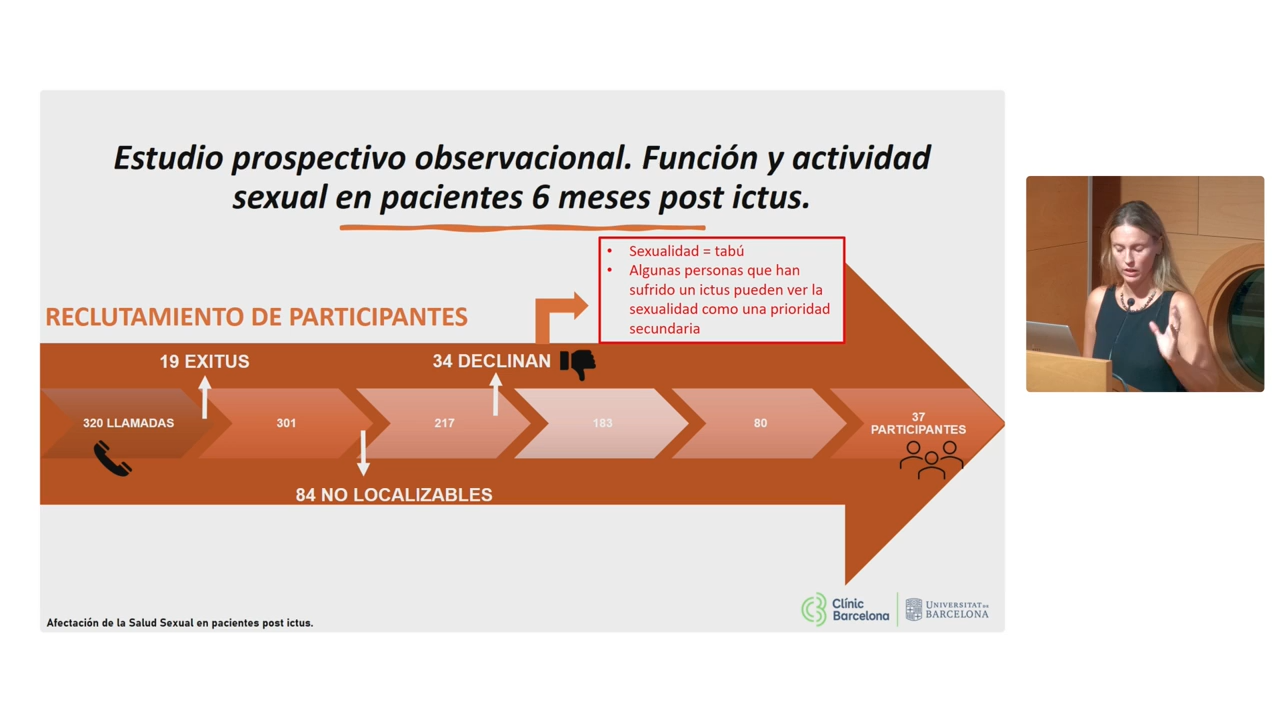 Estudio prospectivo observacional. Función y actividad
sexual en pacientes 6 meses post ictus.
• Sexualidad = tabú
• Algunas personas que han
sufrido un ictus pueden ver la
sexualidad como una prioridad
secundaria
RECLUTAMIENTO DE PARTICIPANTES
19 EXITUS
34 DECLINAN
320 LLAMADAS
301
217
183
80
37
PARTICIPANTES
84 NO LOCALIZABLES
Afectación de la Salud Sexual en pacientes post ictus.
Clínic
Barcelona
UNIVERSITAT DE
BARCELONA